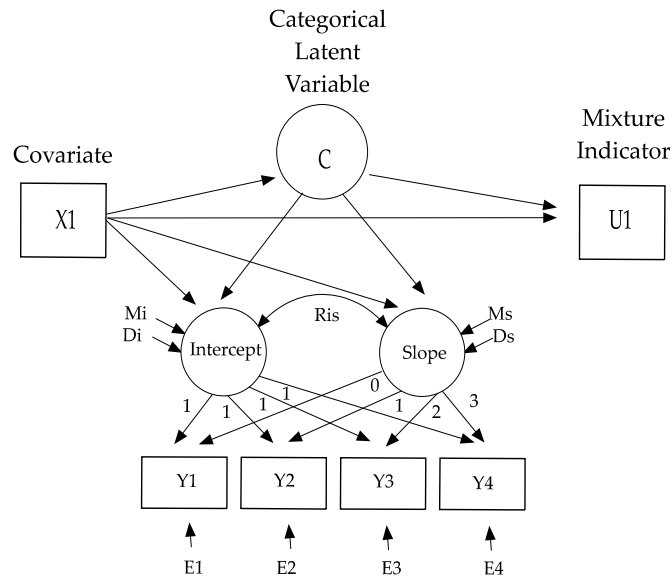 Categorical
Latent
Variable
Mixture
Indicator
Covariate
C
X1
U1
Mi
Di
Ris
Ms
Ds
Intercept
Slope
1
1
1
1
0
1
2
3
Y1
Y2
Y3
Y4
E1
E2
E3
E4